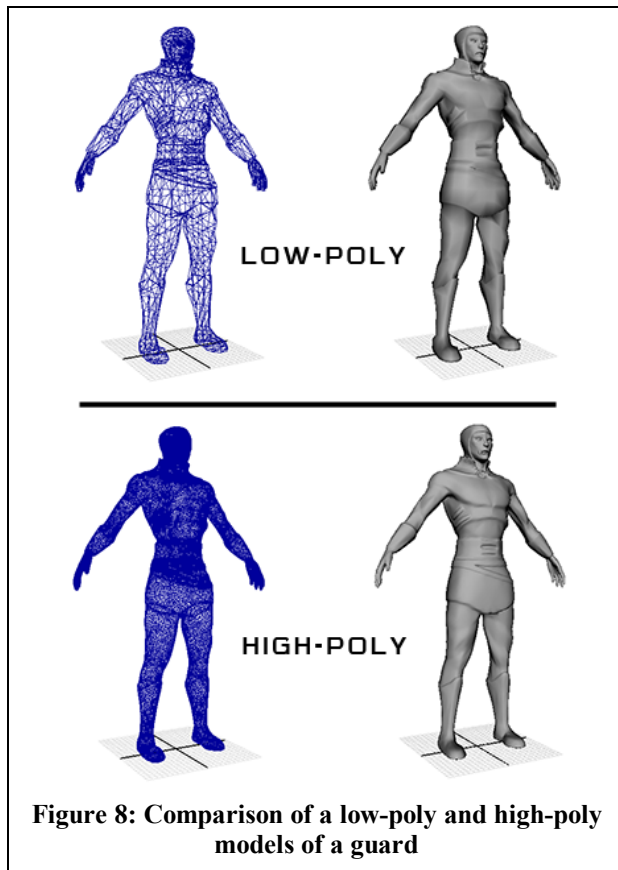 LOW-POLY
HIGH-POLY
Figure 8: Comparison of a low-poly and high-poly
models of a guard